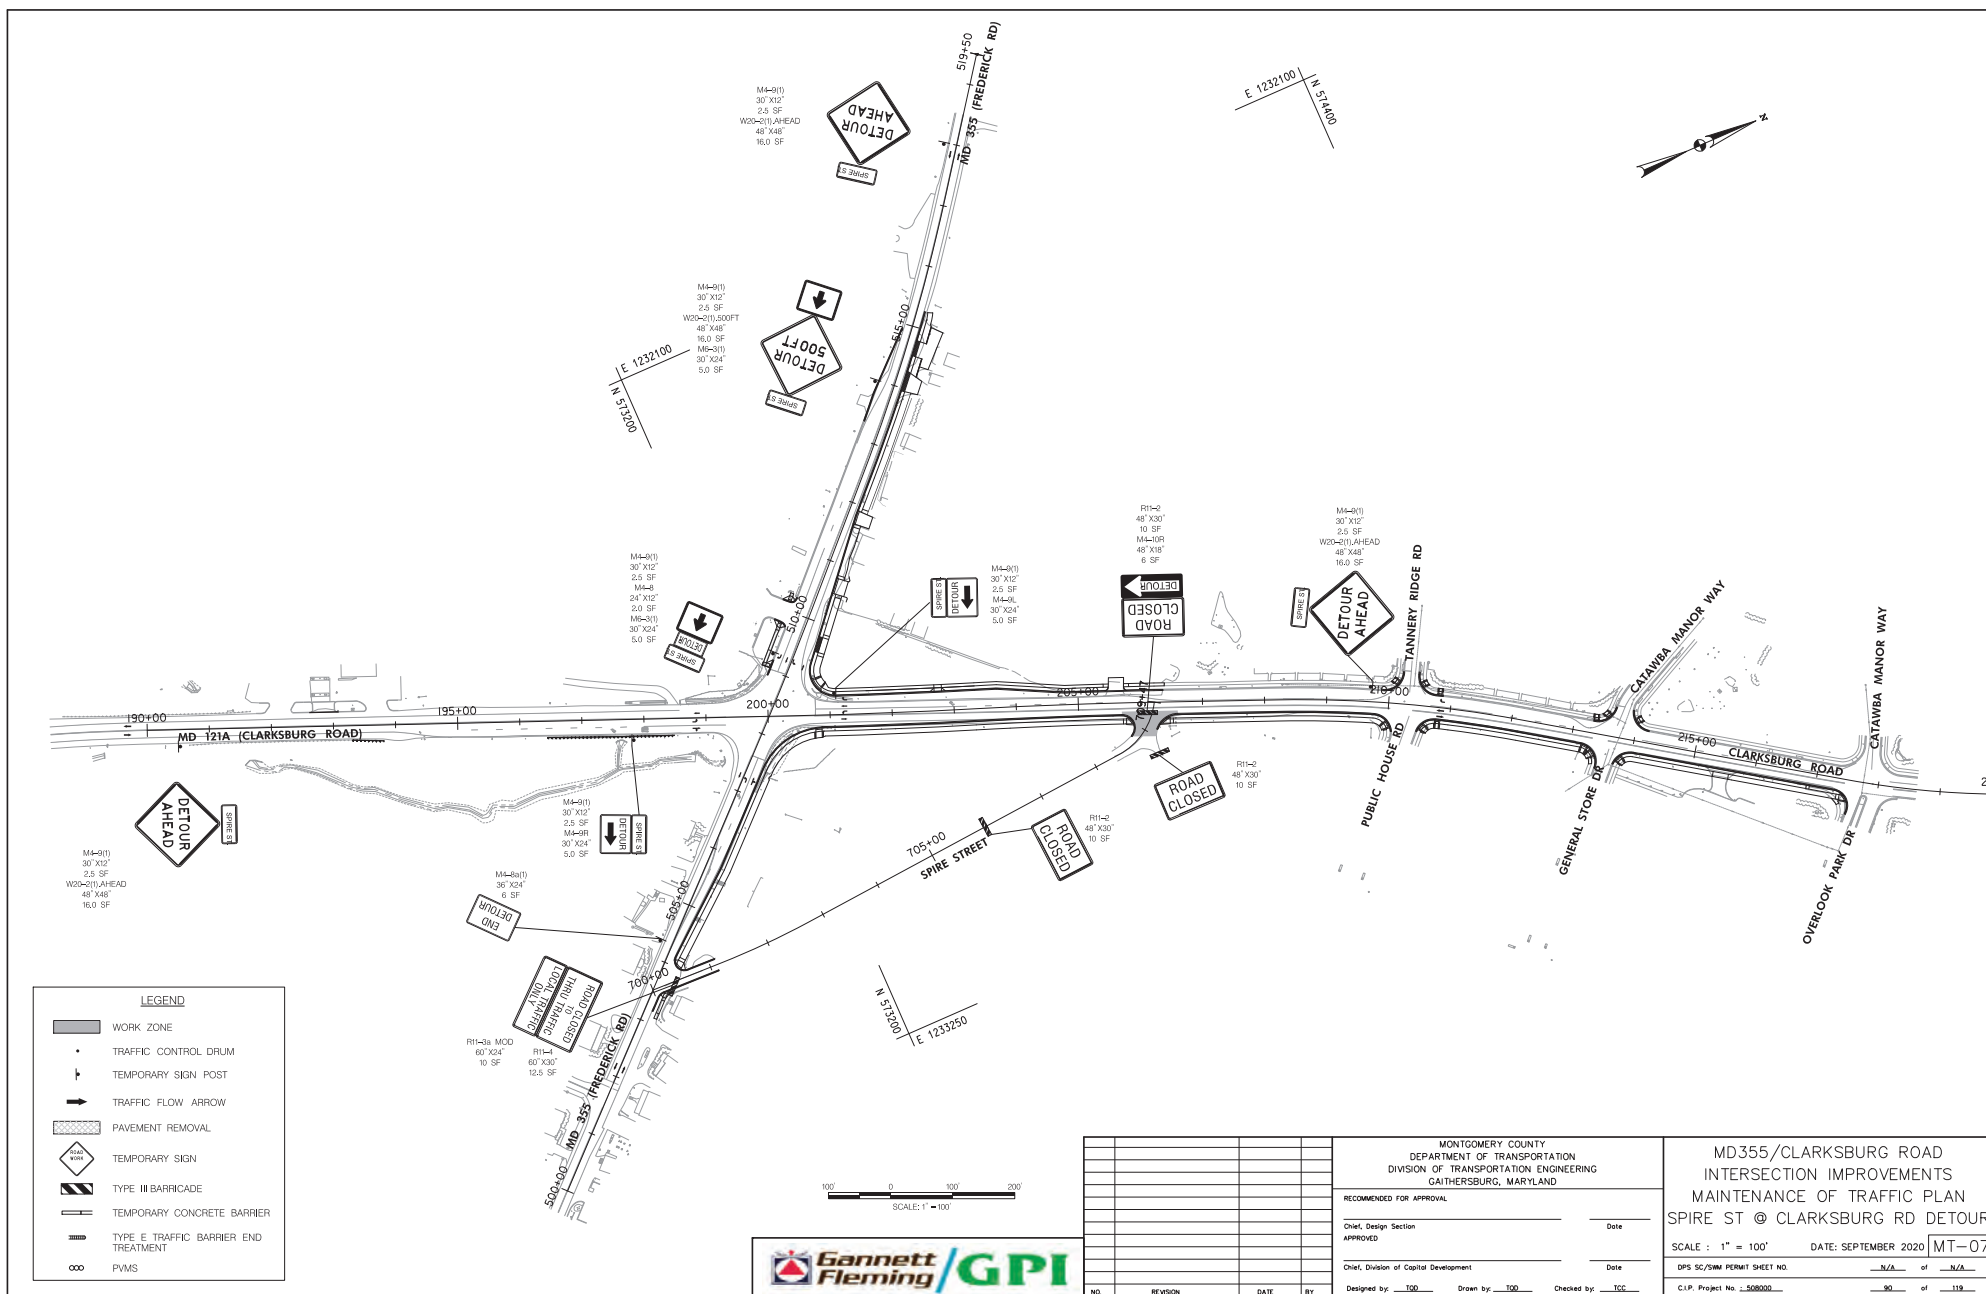 519+50
MD 355 (FREDERICK RD)
M4-9(1)
30"X12"
2.5 SF
W20-2(1).AHEAD
48"X48"
16.0 SF
DETOUR
AHEAD
SPIRE ST.
E 1232100
N 574400
N
M4-9(1)
30"X12"
2.5 SF
W20-2(1).500FT
48"X48"
16.0 SF
M6-3(1)
30"X24"
5.0 SF
DETOUR
500FT
SPIRE ST.
515+00
E 1232100
N 573200
M4-9(1)
30"X12"
2.5 SF
M4-8
24"X12"
2.0 SF
M6-3(1)
30"X24"
5.0 SF
DETOUR
SPIRE ST.
510+00
SPIRE ST.
DETOUR
M4-9(1)
30"X12"
2.5 SF
M4-9L
30"X24"
5.0 SF
R11-2
48"X30"
10 SF
M4-10R
48"X18"
6 SF
DETOUR
ROAD
CLOSED
M4-9(1)
30"X12"
2.5 SF
W20-2(1).AHEAD
48"X48"
16.0 SF
SPIRE ST.
DETOUR
AHEAD
TANNERY RIDGE RD
CATAWBA MANOR WAY
CATAWBA MANOR WAY
190+00
195+00
200+00
205+00
709+47
210+00
215+00
MD 121A (CLARKSBURG ROAD)
CLARKSBURG ROAD
2
PUBLIC HOUSE RD
GENERAL STORE DR
OVERLOOK PARK DR
DETOUR
AHEAD
SPIRE ST.
M4-9(1)
30"X12"
2.5 SF
W20-2(1).AHEAD
48"X48"
16.0 SF
M4-9(1)
30"X12"
2.5 SF
M4-9R
30"X24"
5.0 SF
DETOUR
SPIRE ST.
R11-2
48"X30"
10 SF
ROAD
CLOSED
R11-2
48"X30"
10 SF
ROAD
CLOSED
705+00
SPIRE STREET
M4-8a(1)
36"X24"
6 SF
END
DETOUR
505+00
700+00
ROAD CLOSED
TO
THRU TRAFFIC
LOCAL TRAFFIC
ONLY
R11-3a MOD
60"X24"
10 SF
R11-4
60"X30"
12.5 SF
MD 355 (FREDERICK RD)
500+00
N 573200
E 1233250
LEGEND
WORK ZONE
TRAFFIC CONTROL DRUM
TEMPORARY SIGN POST
TRAFFIC FLOW ARROW
PAVEMENT REMOVAL
ROAD
WORK
TEMPORARY SIGN
TYPE III BARRICADE
TEMPORARY CONCRETE BARRIER
TYPE E TRAFFIC BARRIER END
TREATMENT
PVMS
100' 0 100' 200'
SCALE: 1" = 100'
Gannett
Fleming
GPI
NO. REVISION DATE BY
MONTGOMERY COUNTY
DEPARTMENT OF TRANSPORTATION
DIVISION OF TRANSPORTATION ENGINEERING
GAITHERSBURG, MARYLAND
RECOMMENDED FOR APPROVAL
Chief, Design Section Date
APPROVED
Chief, Division of Capital Development Date
Designed by: TQD Drawn by: TQD Checked by: TCC
MD355/CLARKSBURG ROAD
INTERSECTION IMPROVEMENTS
MAINTENANCE OF TRAFFIC PLAN
SPIRE ST @ CLARKSBURG RD DETOUR
SCALE : 1" = 100' DATE: SEPTEMBER 2020 MT-07
DPS SC/SWM PERMIT SHEET NO. N/A of N/A
C.I.P. Project No. : 508000 90 of 119